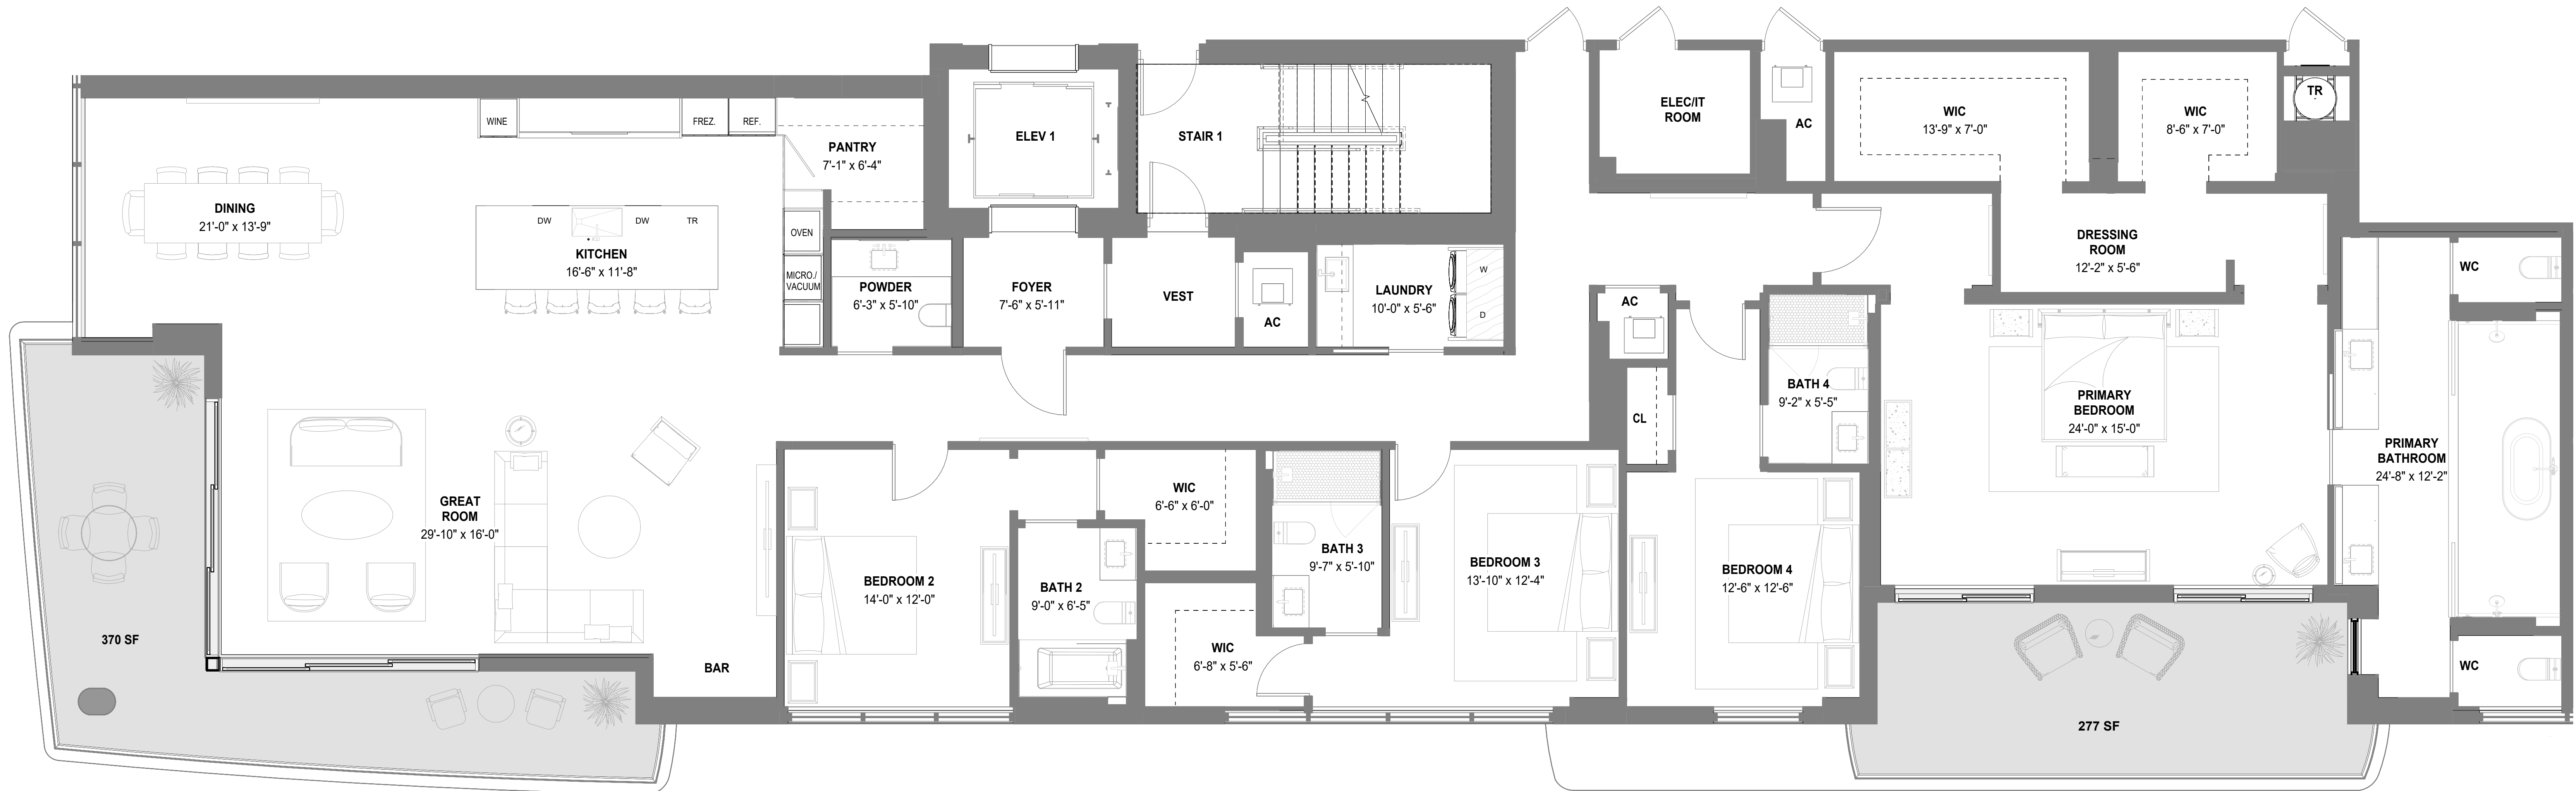 DINING
21'-0" x 13'-9"
WINE
FREZ.
REF.
PANTRY
7'-1" x 6'-4"
DW
DW
TR
KITCHEN
16'-6" x 11'-8"
OVEN
MICRO./
VACUUM
POWDER
6'-3" x 5'-10"
ELEV 1
FOYER
7'-6" x 5'-11"
STAIR 1
VEST
AC
LAUNDRY
10'-0" x 5'-6"
W
D
ELEC/IT
ROOM
AC
WIC
13'-9" x 7'-0"
WIC
8'-6" x 7'-0"
TR
DRESSING
ROOM
12'-2" x 5'-6"
WC
AC
CL
BATH 4
9'-2" x 5'-5"
PRIMARY
BEDROOM
24'-0" x 15'-0"
PRIMARY
BATHROOM
24'-8" x 12'-2"
GREAT
ROOM
29'-10" x 16'-0"
370 SF
BAR
BEDROOM 2
14'-0" x 12'-0"
BATH 2
9'-0" x 6'-5"
WIC
6'-6" x 6'-0"
WIC
6'-8" x 5'-6"
BATH 3
9'-7" x 5'-10"
BEDROOM 3
13'-10" x 12'-4"
BEDROOM 4
12'-6" x 12'-6"
277 SF
WC